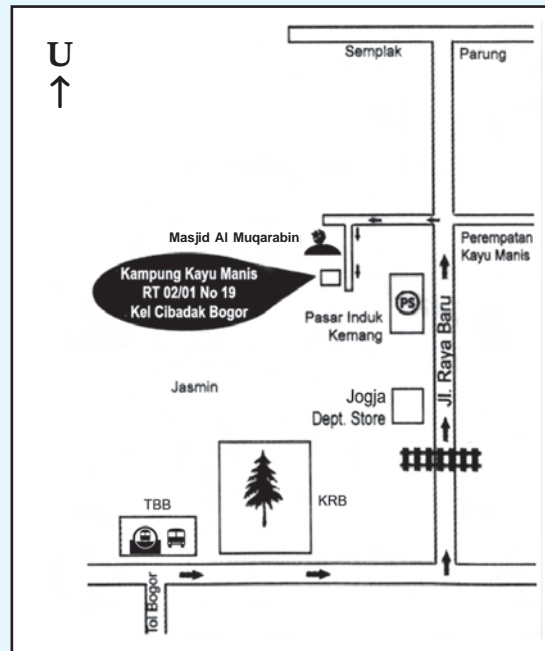 U
Semplak
Parung
Masjid Al Muqarabin
Perempatan
Kayu Manis
Kampung Kayu Manis
RT 02/01 No 19
Kel Cibadak Bogor
PS
Pasar Induk
Kemang
Jl. Raya Baru
Jasmin
Jogja
Dept. Store
TBB
KRB
Tol Bogor